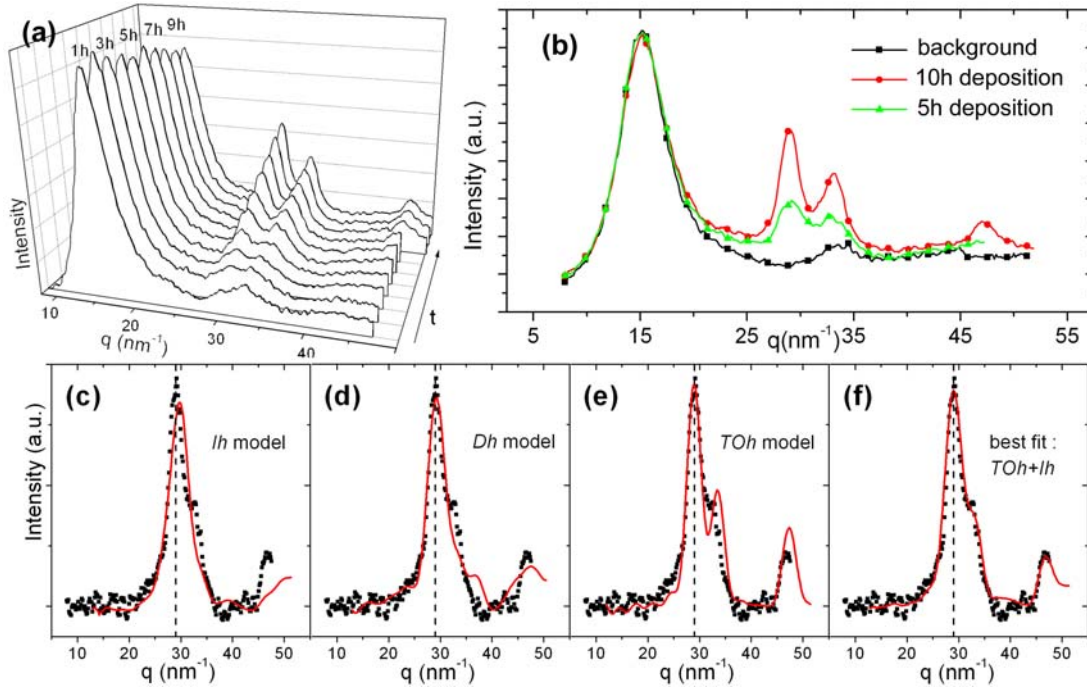 (a)
1h 3h 5h 7h 9h
Intensity
10
20
30
40
q (nm⁻¹)
t
(b)
background
10h deposition
5h deposition
Intensity (a.u.)
5 15 25 35 45 55
q(nm⁻¹)
(c)
Ih model
(d)
Dh model
(e)
TOh model
(f)
best fit :
TOh+Ih
Intensity (a.u.)
10 20 30 40 50
10 20 30 40 50
10 20 30 40 50
10 20 30 40 50
q (nm⁻¹)
q (nm⁻¹)
q (nm⁻¹)
q (nm⁻¹)